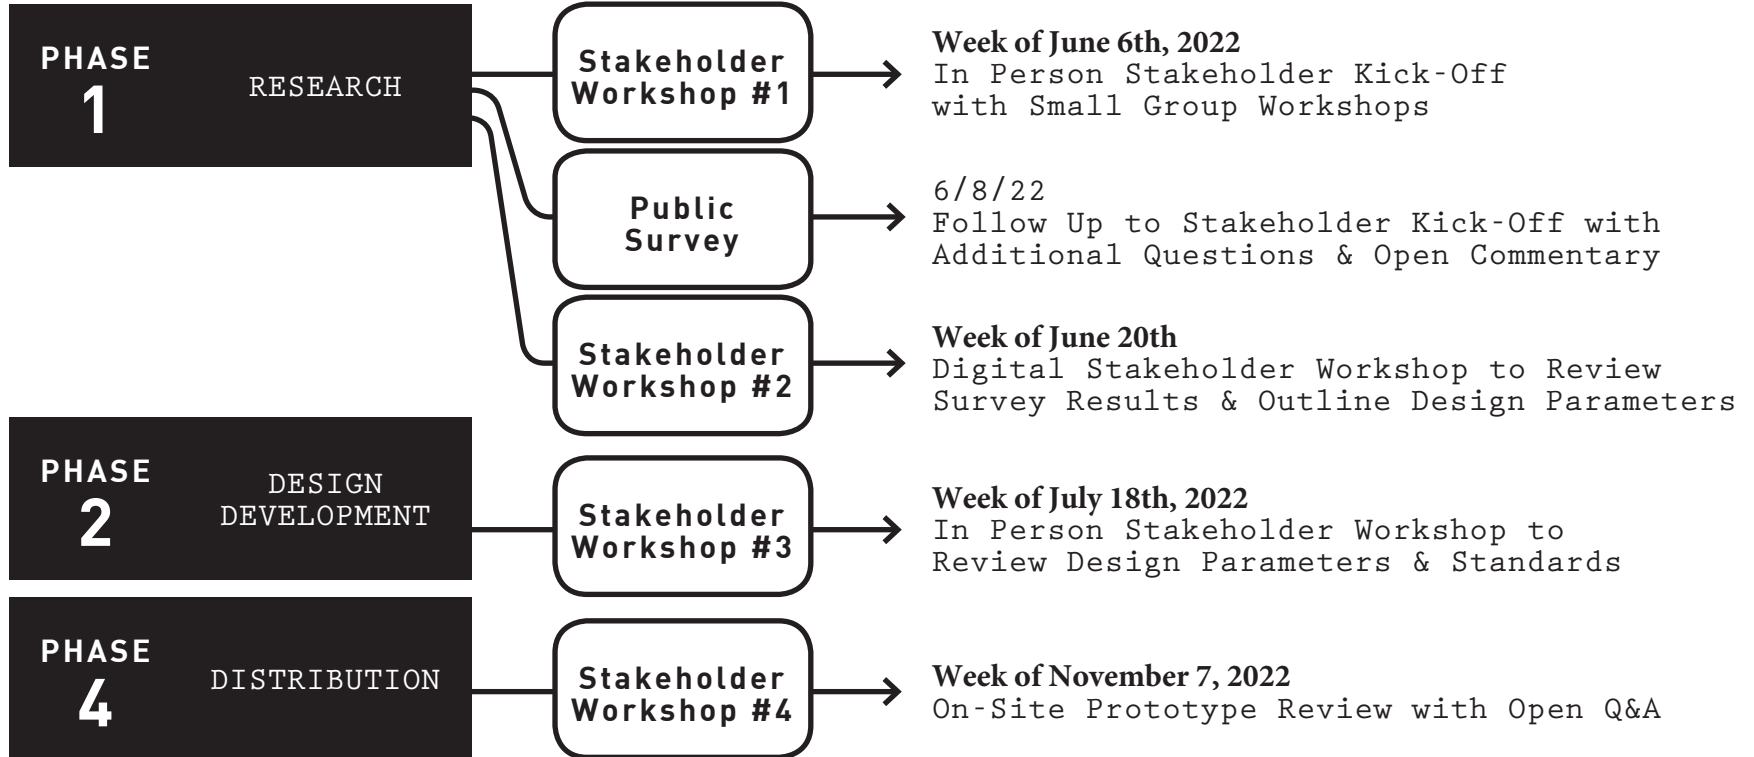 PHASE
1
RESEARCH
Stakeholder
Workshop #1
Week of June 6th, 2022
In Person Stakeholder Kick-Off
with Small Group Workshops
Public
Survey
6/8/22
Follow Up to Stakeholder Kick-Off with
Additional Questions & Open Commentary
Stakeholder
Workshop #2
Week of June 20th
Digital Stakeholder Workshop to Review
Survey Results & Outline Design Parameters
PHASE
2
DESIGN
DEVELOPMENT
Stakeholder
Workshop #3
Week of July 18th, 2022
In Person Stakeholder Workshop to
Review Design Parameters & Standards
PHASE
4
DISTRIBUTION
Stakeholder
Workshop #4
Week of November 7, 2022
On-Site Prototype Review with Open Q&A